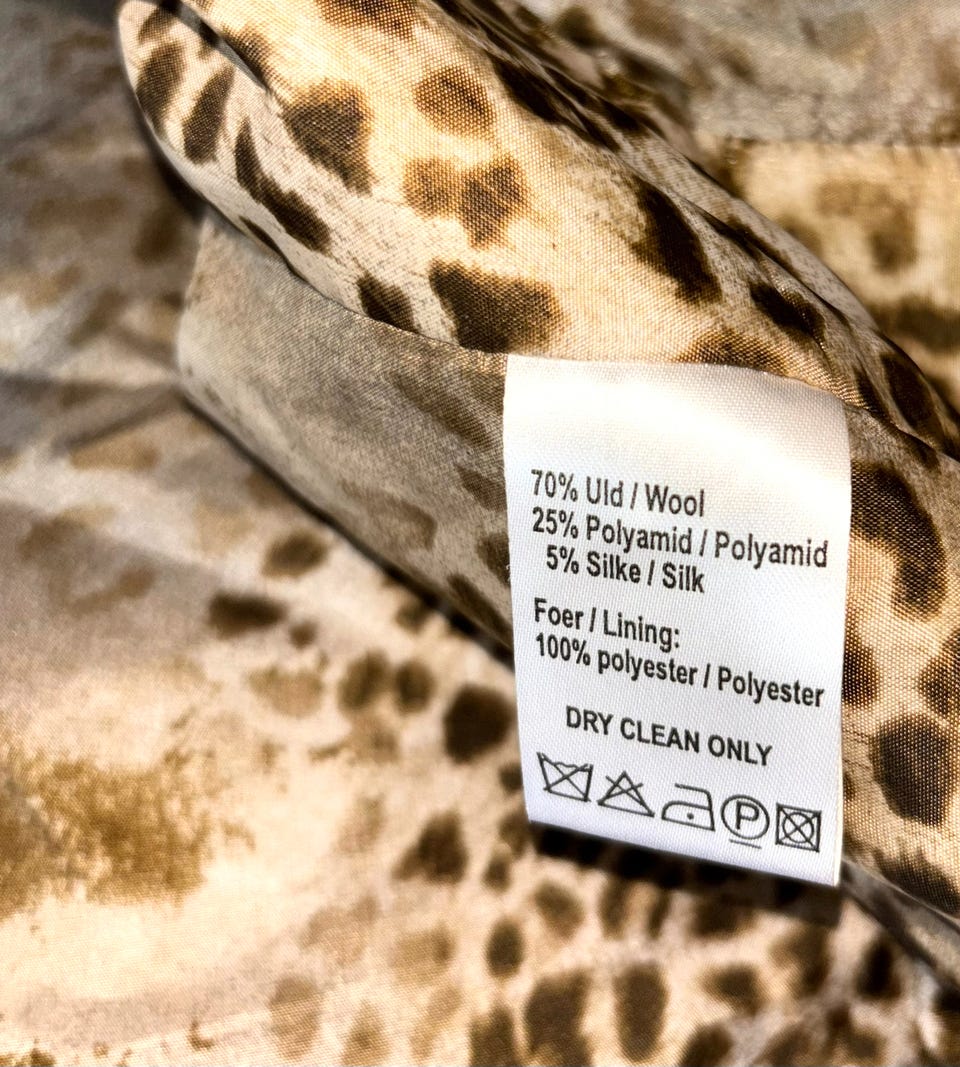 70% Uld / Wool
25% Polyamid / Polyamid
5% Silke / Silk
Foer / Lining:
100% polyester / Polyester
DRY CLEAN ONLY
P